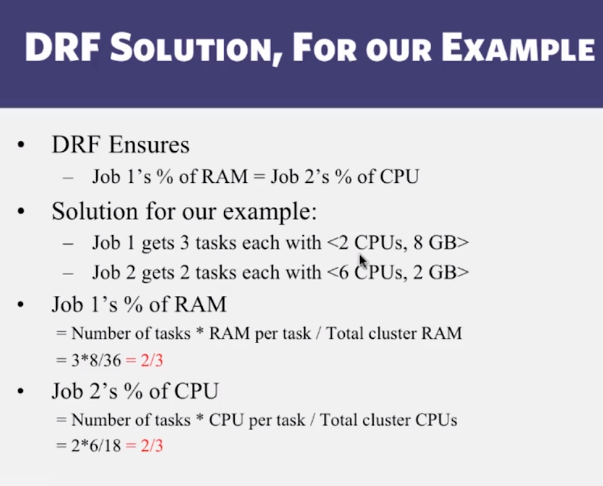 DRF SOLUTION, FOR OUR EXAMPLE
• DRF Ensures
– Job 1's % of RAM = Job 2's % of CPU
• Solution for our example:
– Job 1 gets 3 tasks each with <2 CPUs, 8 GB>
– Job 2 gets 2 tasks each with <6 CPUs, 2 GB>
• Job 1's % of RAM
= Number of tasks * RAM per task / Total cluster RAM
= 3*8/36 = 2/3
• Job 2's % of CPU
= Number of tasks * CPU per task / Total cluster CPUs
= 2*6/18 = 2/3